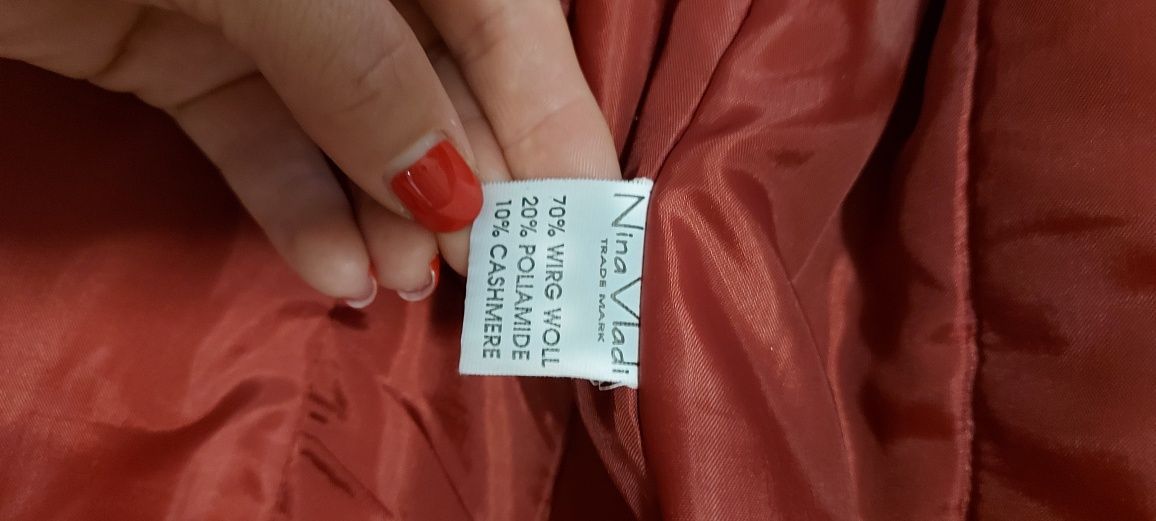 Nina Vladi
TRADE MARK
70% WIRG WOLL
20% POLIAMIDE
10% CASHMERE